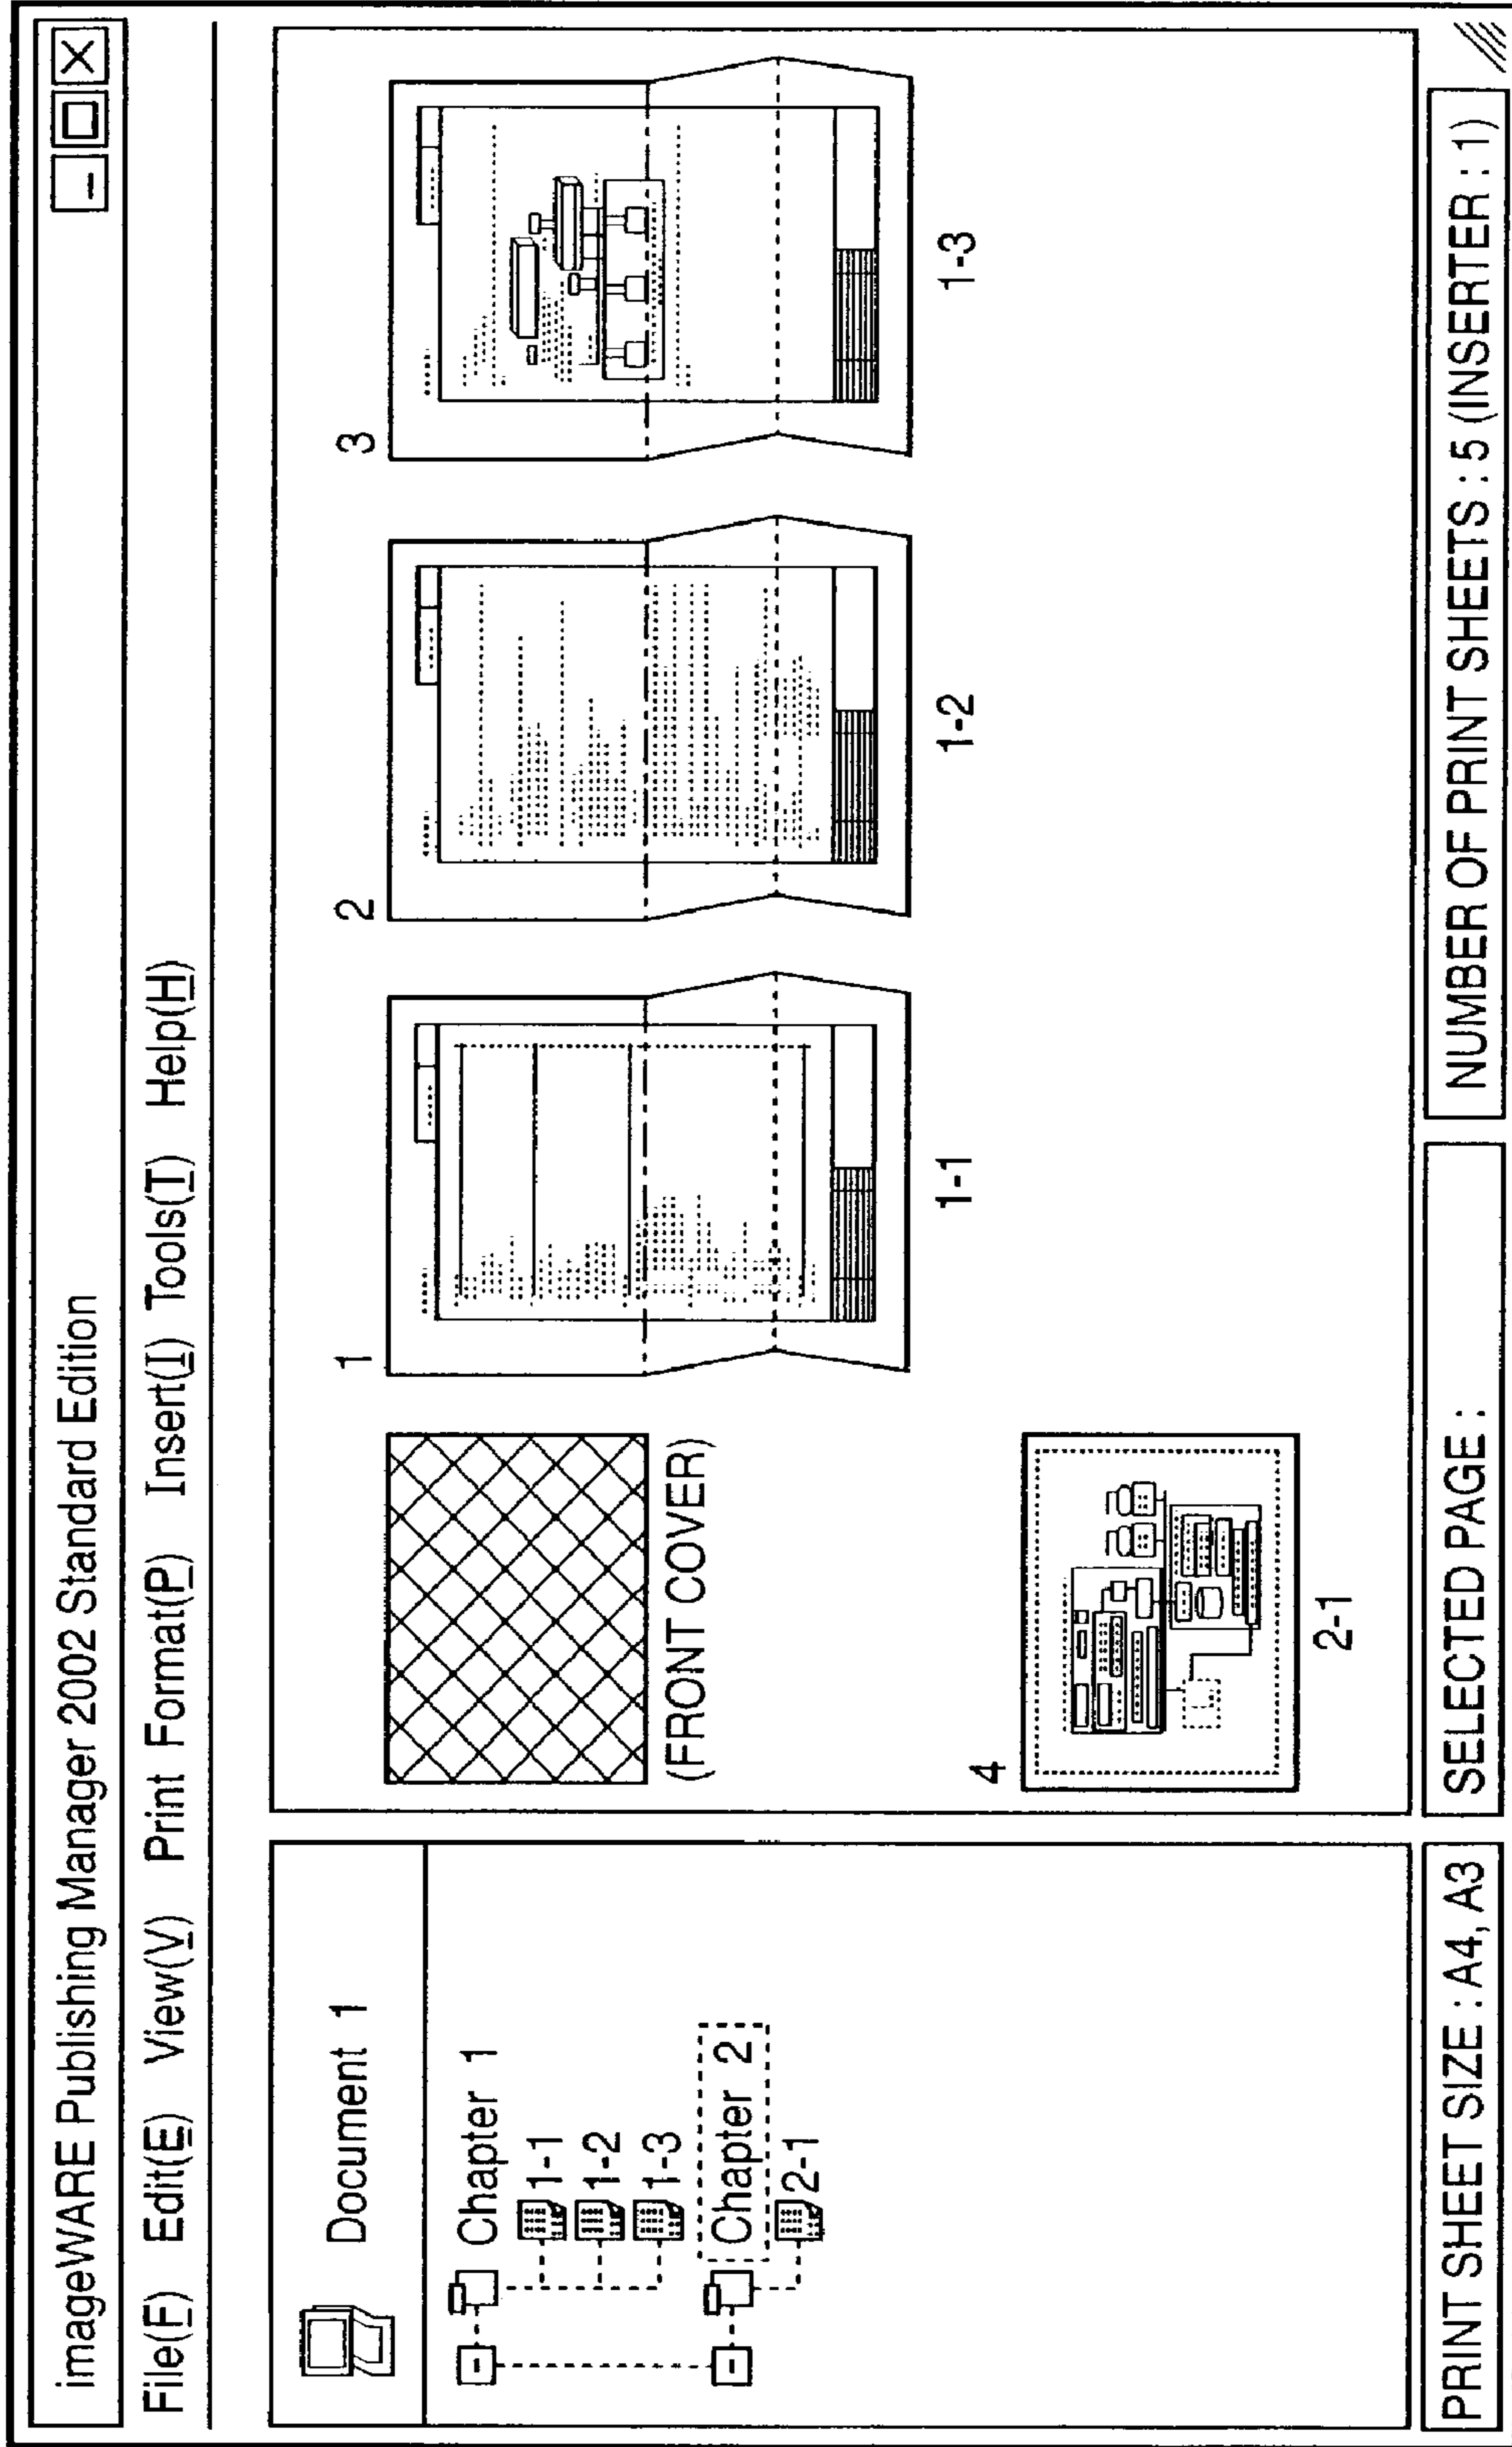 imageWARE Publishing Manager 2002 Standard Edition
File(F) Edit(E) View(V) Print Format(P) Insert(I) Tools(T) Help(H)
Document 1
Chapter 1
1-1
1-2
1-3
Chapter 2
2-1
(FRONT COVER)
1
1-1
2
1-2
3
1-3
4
2-1
PRINT SHEET SIZE : A4, A3
SELECTED PAGE :
NUMBER OF PRINT SHEETS : 5 (INSERTER : 1)